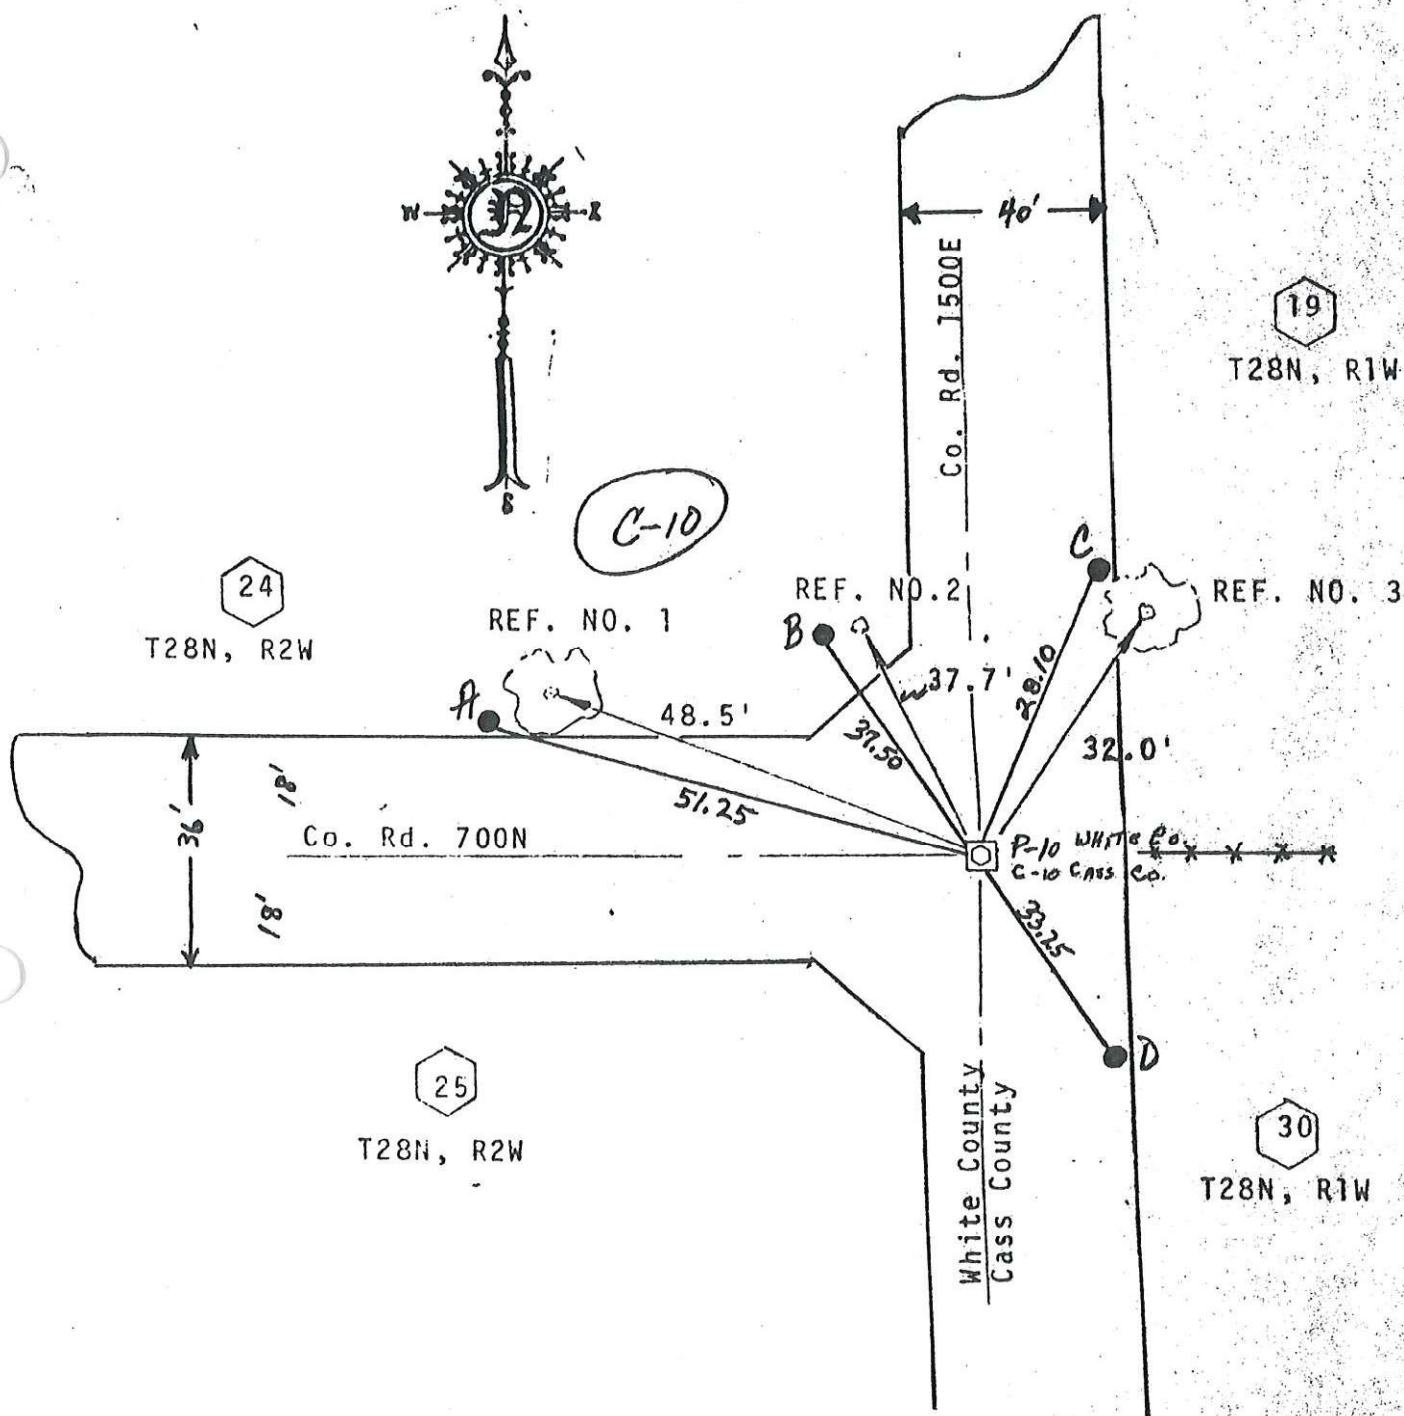 N
W
E
S
40'
Co. Rd. 1500E
19
T28N, R1W
C-10
24
T28N, R2W
REF. NO. 1
REF. NO.2
REF. NO. 3
A
B
C
48.5'
37.7'
28.10
32.0'
37.50
51.25
36'
18'
18'
Co. Rd. 700N
P-10 WHITE CO.
C-10 CASS CO.
33.25
D
25
T28N, R2W
White County
Cass County
30
T28N, R1W